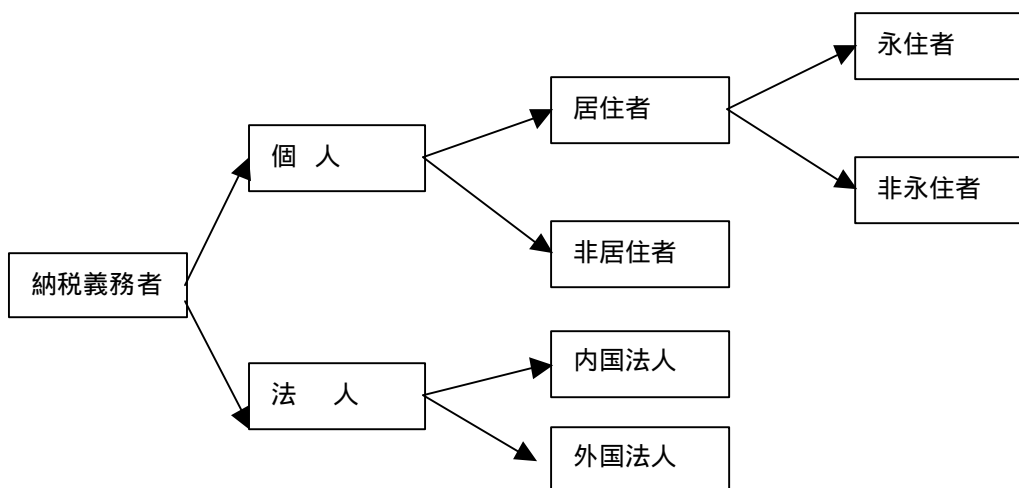 永住者
居住者
個 人
非永住者
非居住者
納税義務者
内国法人
法 人
外国法人